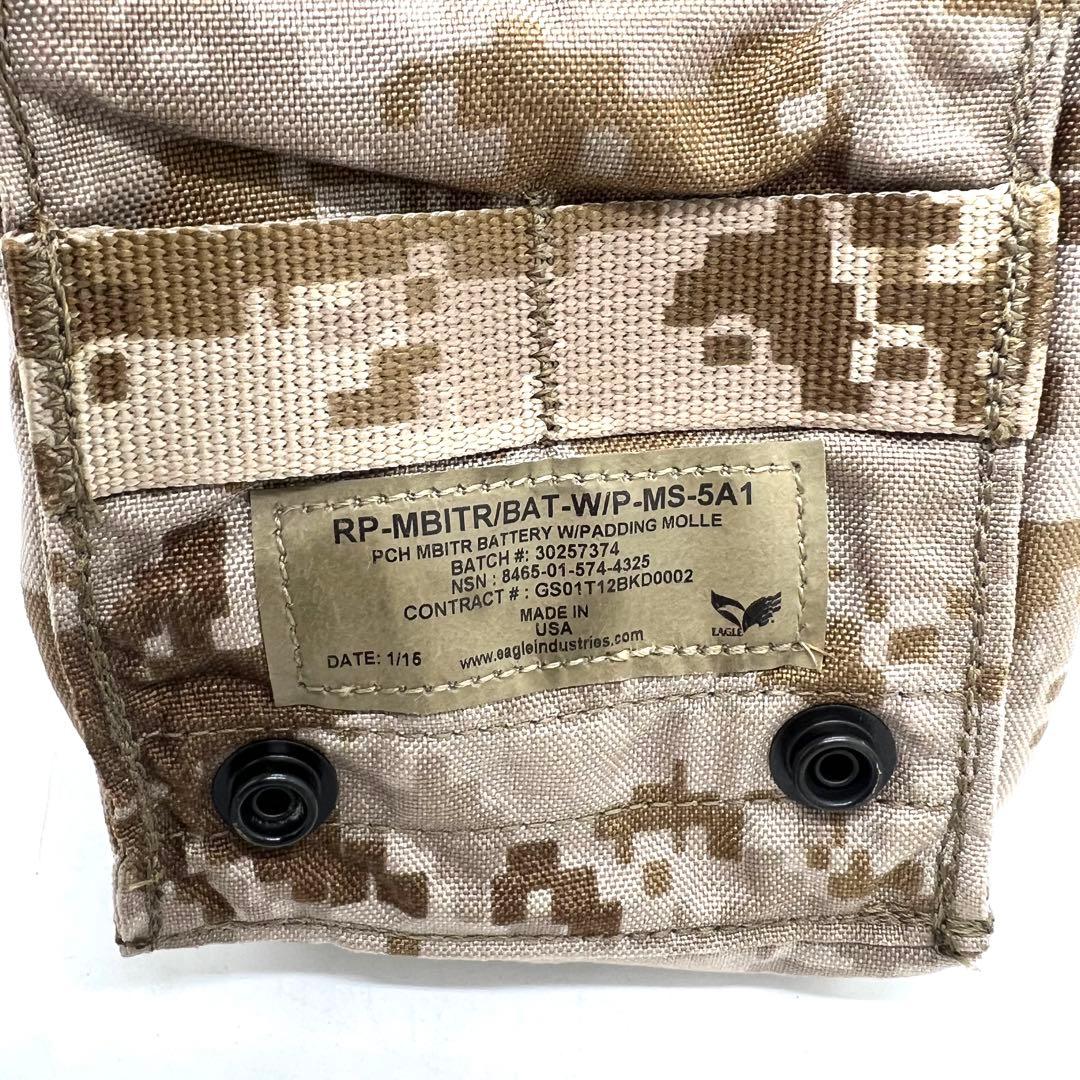 RP-MBITR/BAT-W/P-MS-5A1
PCH MBITR BATTERY W/PADDING MOLLE
BATCH #: 30257374
NSN : 8465-01-574-4325
CONTRACT # : GS01T12BKD0002
MADE IN
USA
EAGLE
DATE: 1/15
www.eagleindustries.com